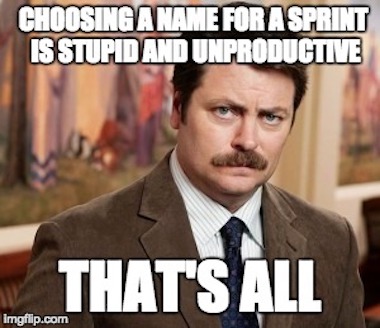 CHOOSING A NAME FOR A SPRINT
IS STUPID AND UNPRODUCTIVE
THAT'S ALL
imgflip.com